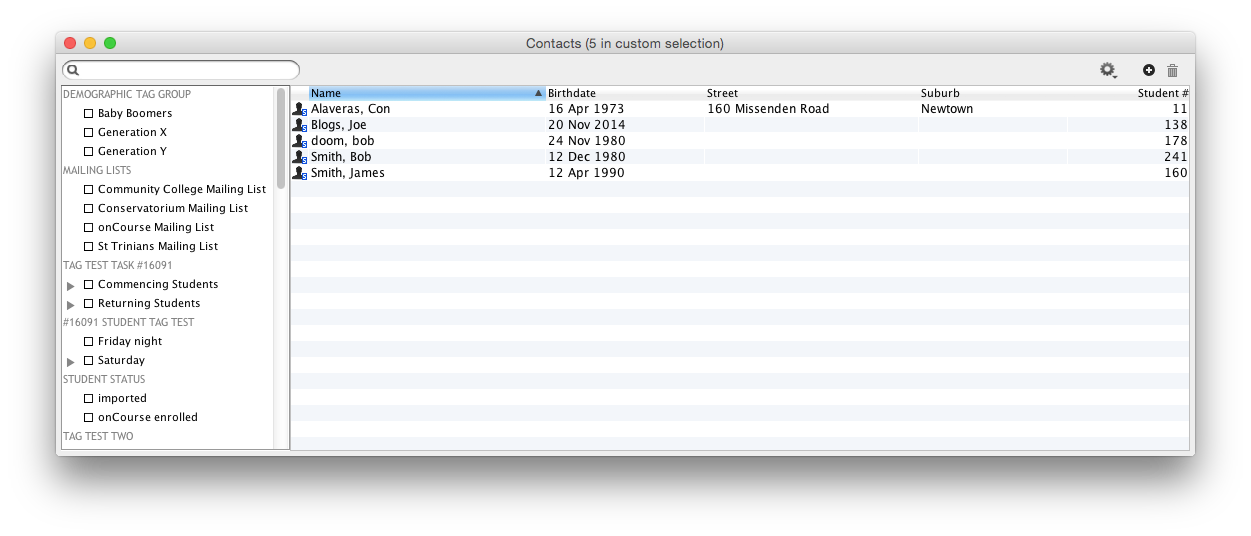 Contacts (5 in custom selection)
DEMOGRAPHIC TAG GROUP
Baby Boomers
Generation X
Generation Y
MAILING LISTS
Community College Mailing List
Conservatorium Mailing List
onCourse Mailing List
St Trinians Mailing List
TAG TEST TASK #16091
Commencing Students
Returning Students
#16091 STUDENT TAG TEST
Friday night
Saturday
STUDENT STATUS
imported
onCourse enrolled
TAG TEST TWO
Name Birthdate Street Suburb Student #
Alaveras, Con 16 Apr 1973 160 Missenden Road Newtown 11
Blogs, Joe 20 Nov 2014 138
doom, bob 24 Nov 1980 178
Smith, Bob 12 Dec 1980 241
Smith, James 12 Apr 1990 160